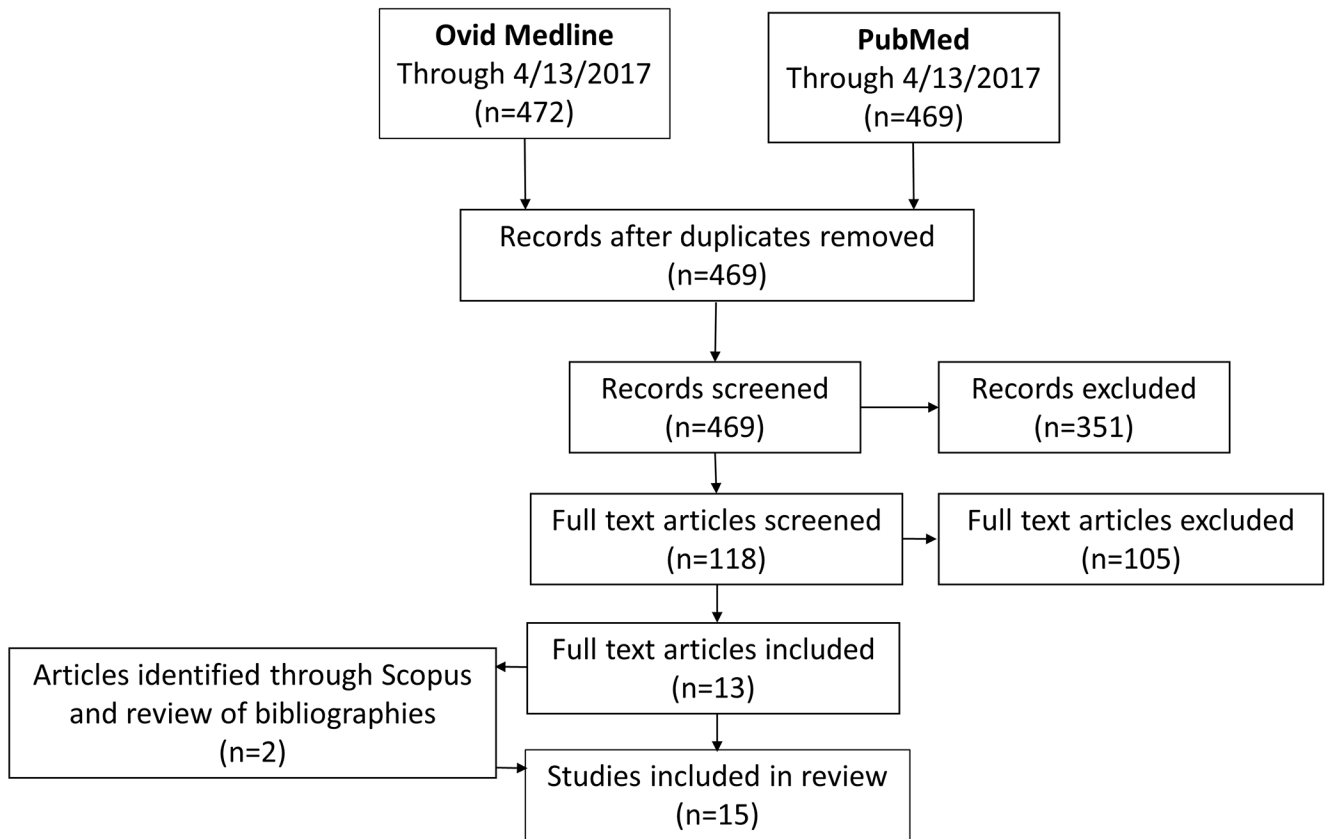 Ovid Medline
Through 4/13/2017
(n=472)
PubMed
Through 4/13/2017
(n=469)
Records after duplicates removed
(n=469)
Records screened
(n=469)
Records excluded
(n=351)
Full text articles screened
(n=118)
Full text articles excluded
(n=105)
Full text articles included
(n=13)
Articles identified through Scopus
and review of bibliographies
(n=2)
Studies included in review
(n=15)